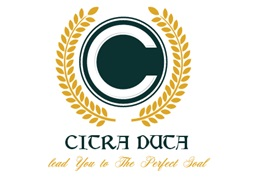 C
CITRA DUTA
lead You to The Perfect Goal